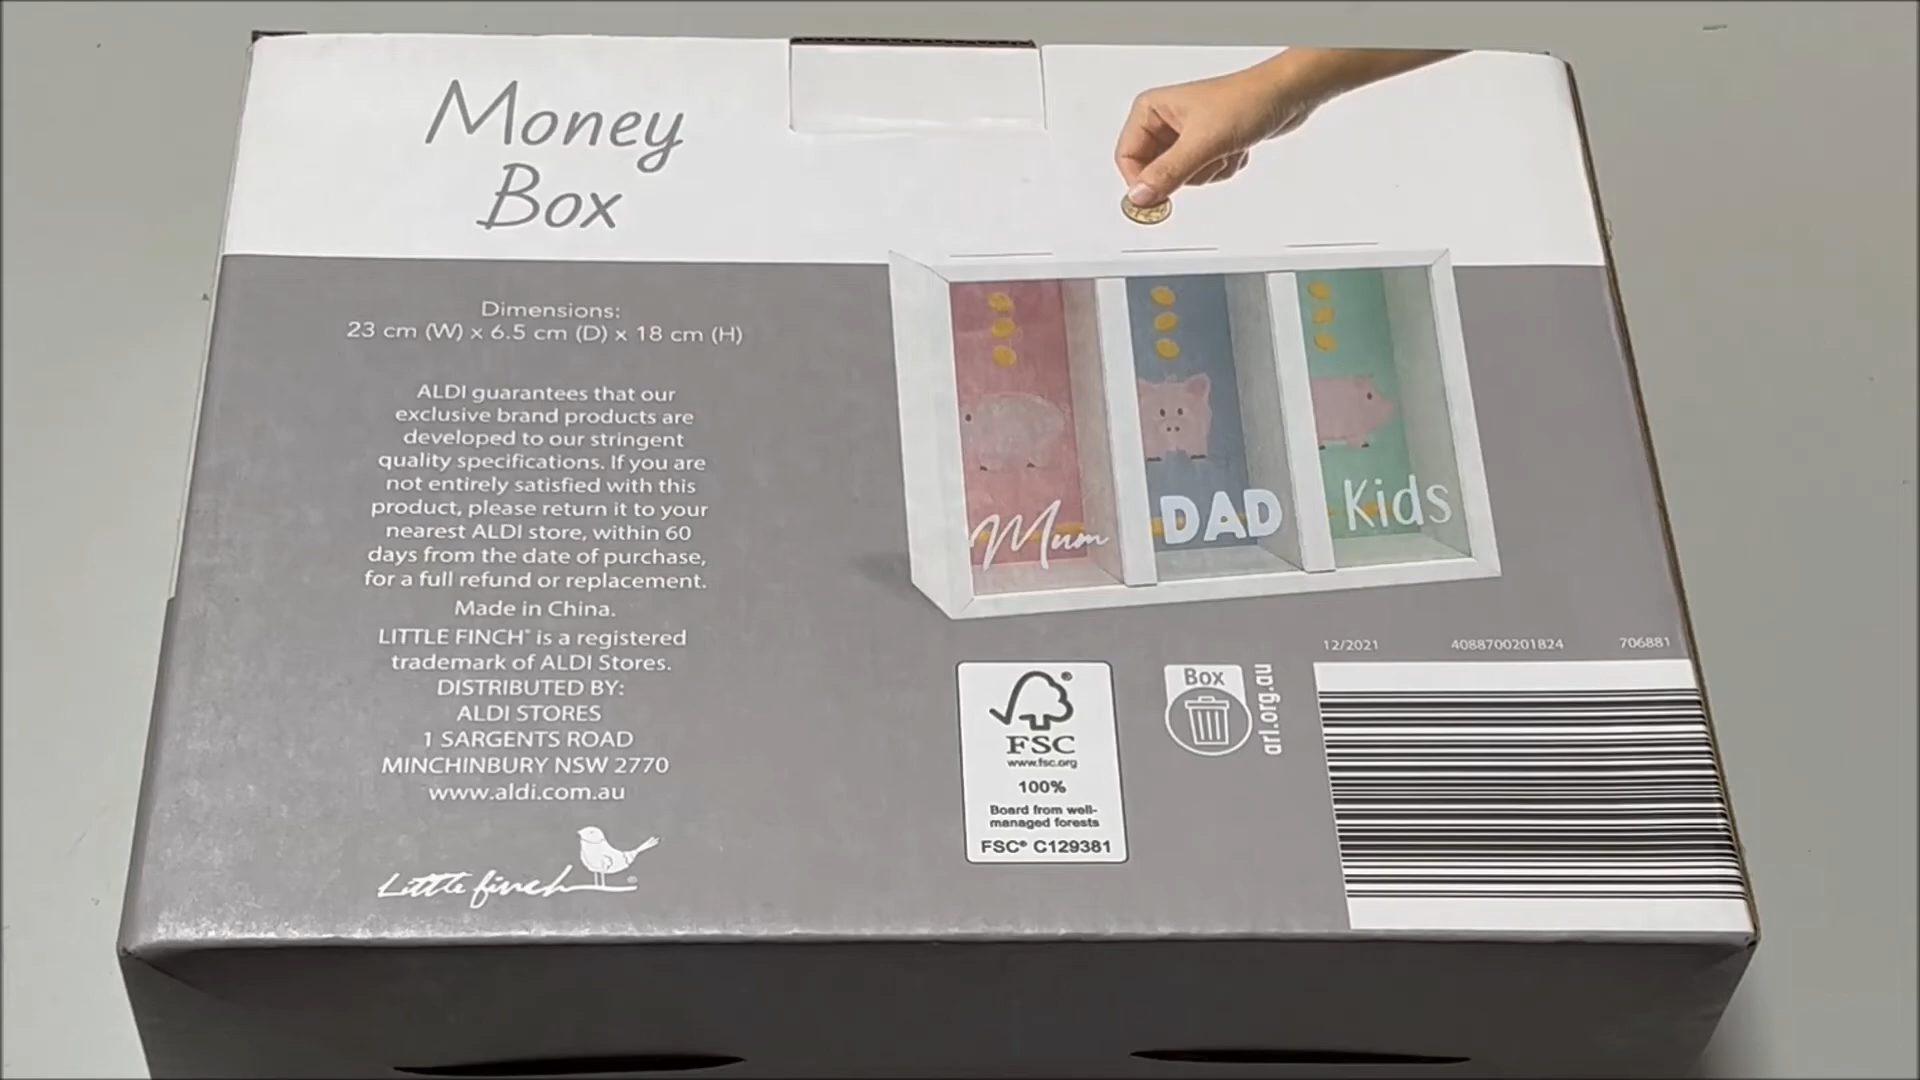 Money
Box
Dimensions:
23 cm (W) x 6.5 cm (D) x 18 cm (H)
ALDI guarantees that our
exclusive brand products are
developed to our stringent
quality specifications. If you are
not entirely satisfied with this
product, please return it to your
nearest ALDI store, within 60
days from the date of purchase,
for a full refund or replacement.
Made in China.
LITTLE FINCH® is a registered
trademark of ALDI Stores.
DISTRIBUTED BY:
ALDI STORES
1 SARGENTS ROAD
MINCHINBURY NSW 2770
www.aldi.com.au
Little finch®
Mum
DAD
Kids
12/2021 4088700201824 706881
FSC®
www.fsc.org
100%
Board from well-
managed forests
FSC® C129381
Box
arl.org.au